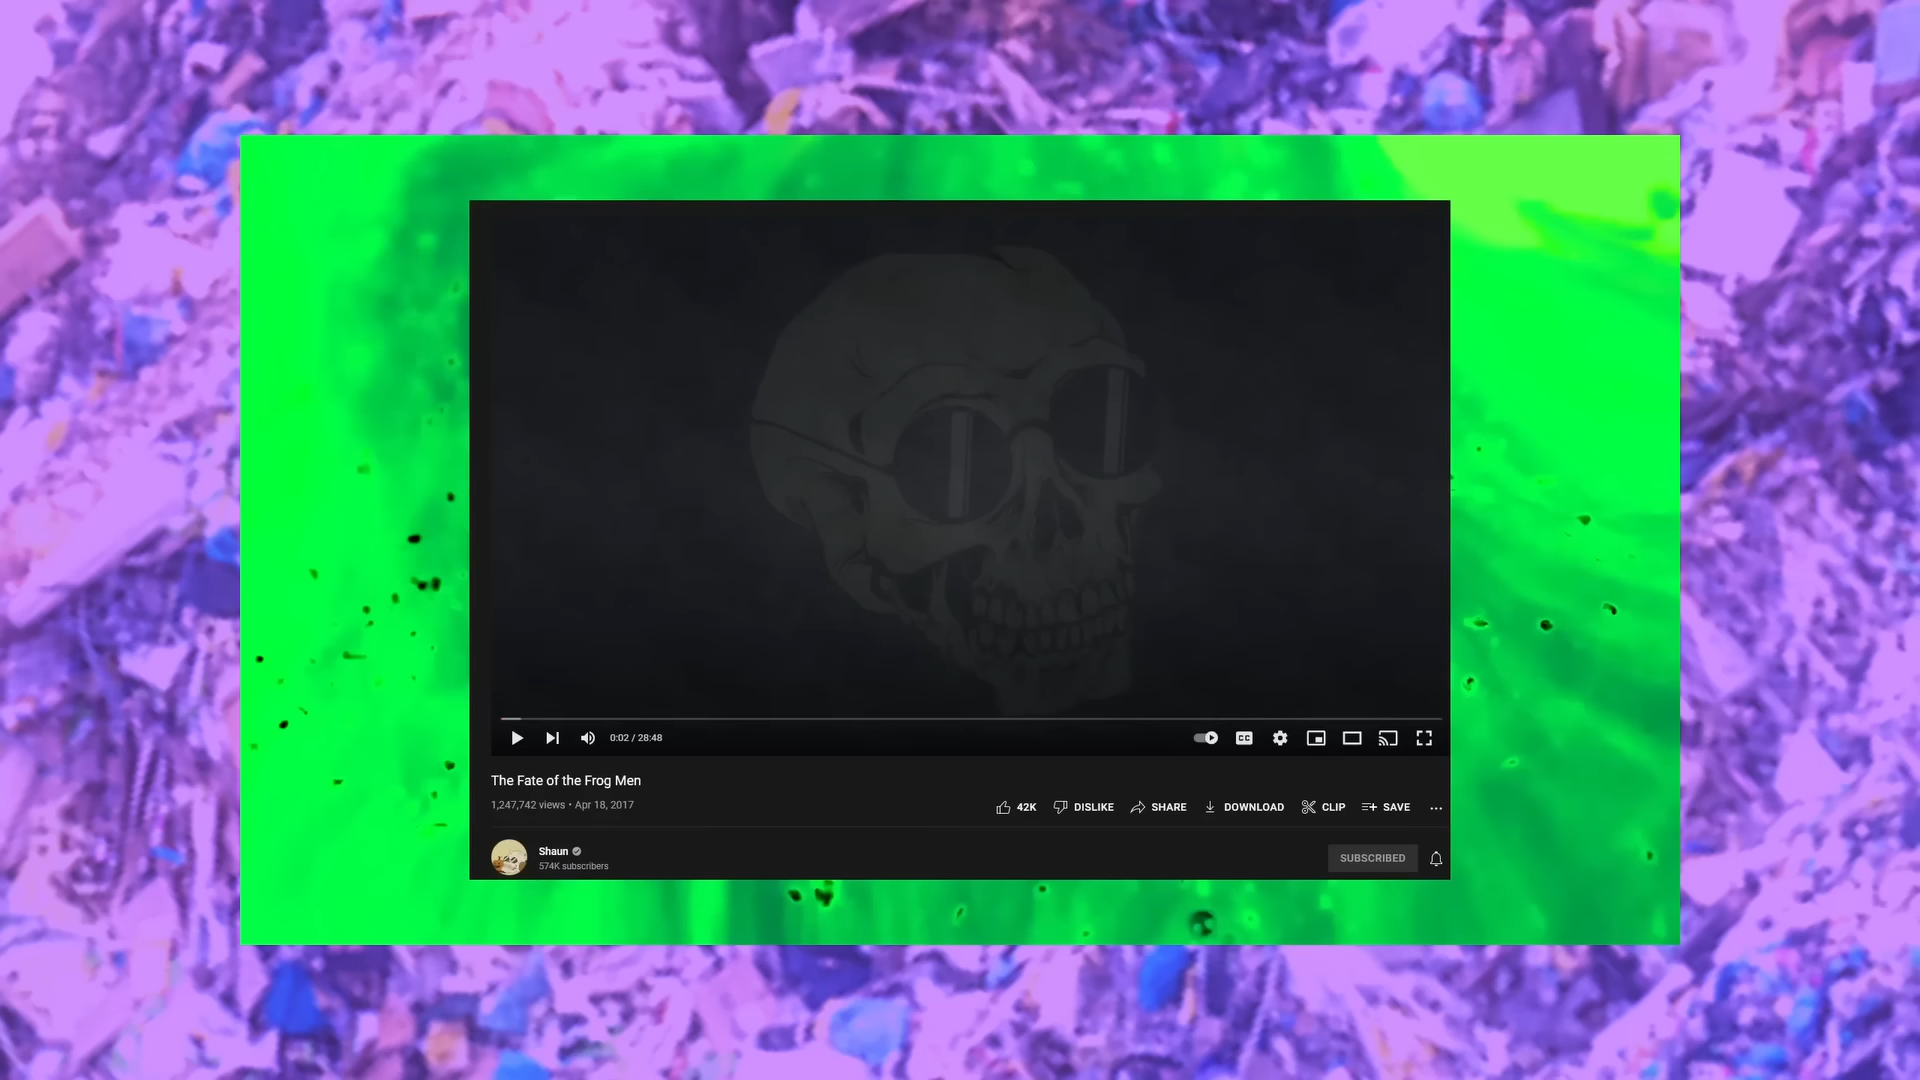 0:02 / 28:48
CC
The Fate of the Frog Men
1,247,742 views • Apr 18, 2017
42K DISLIKE SHARE DOWNLOAD CLIP SAVE
Shaun
574K subscribers
SUBSCRIBED